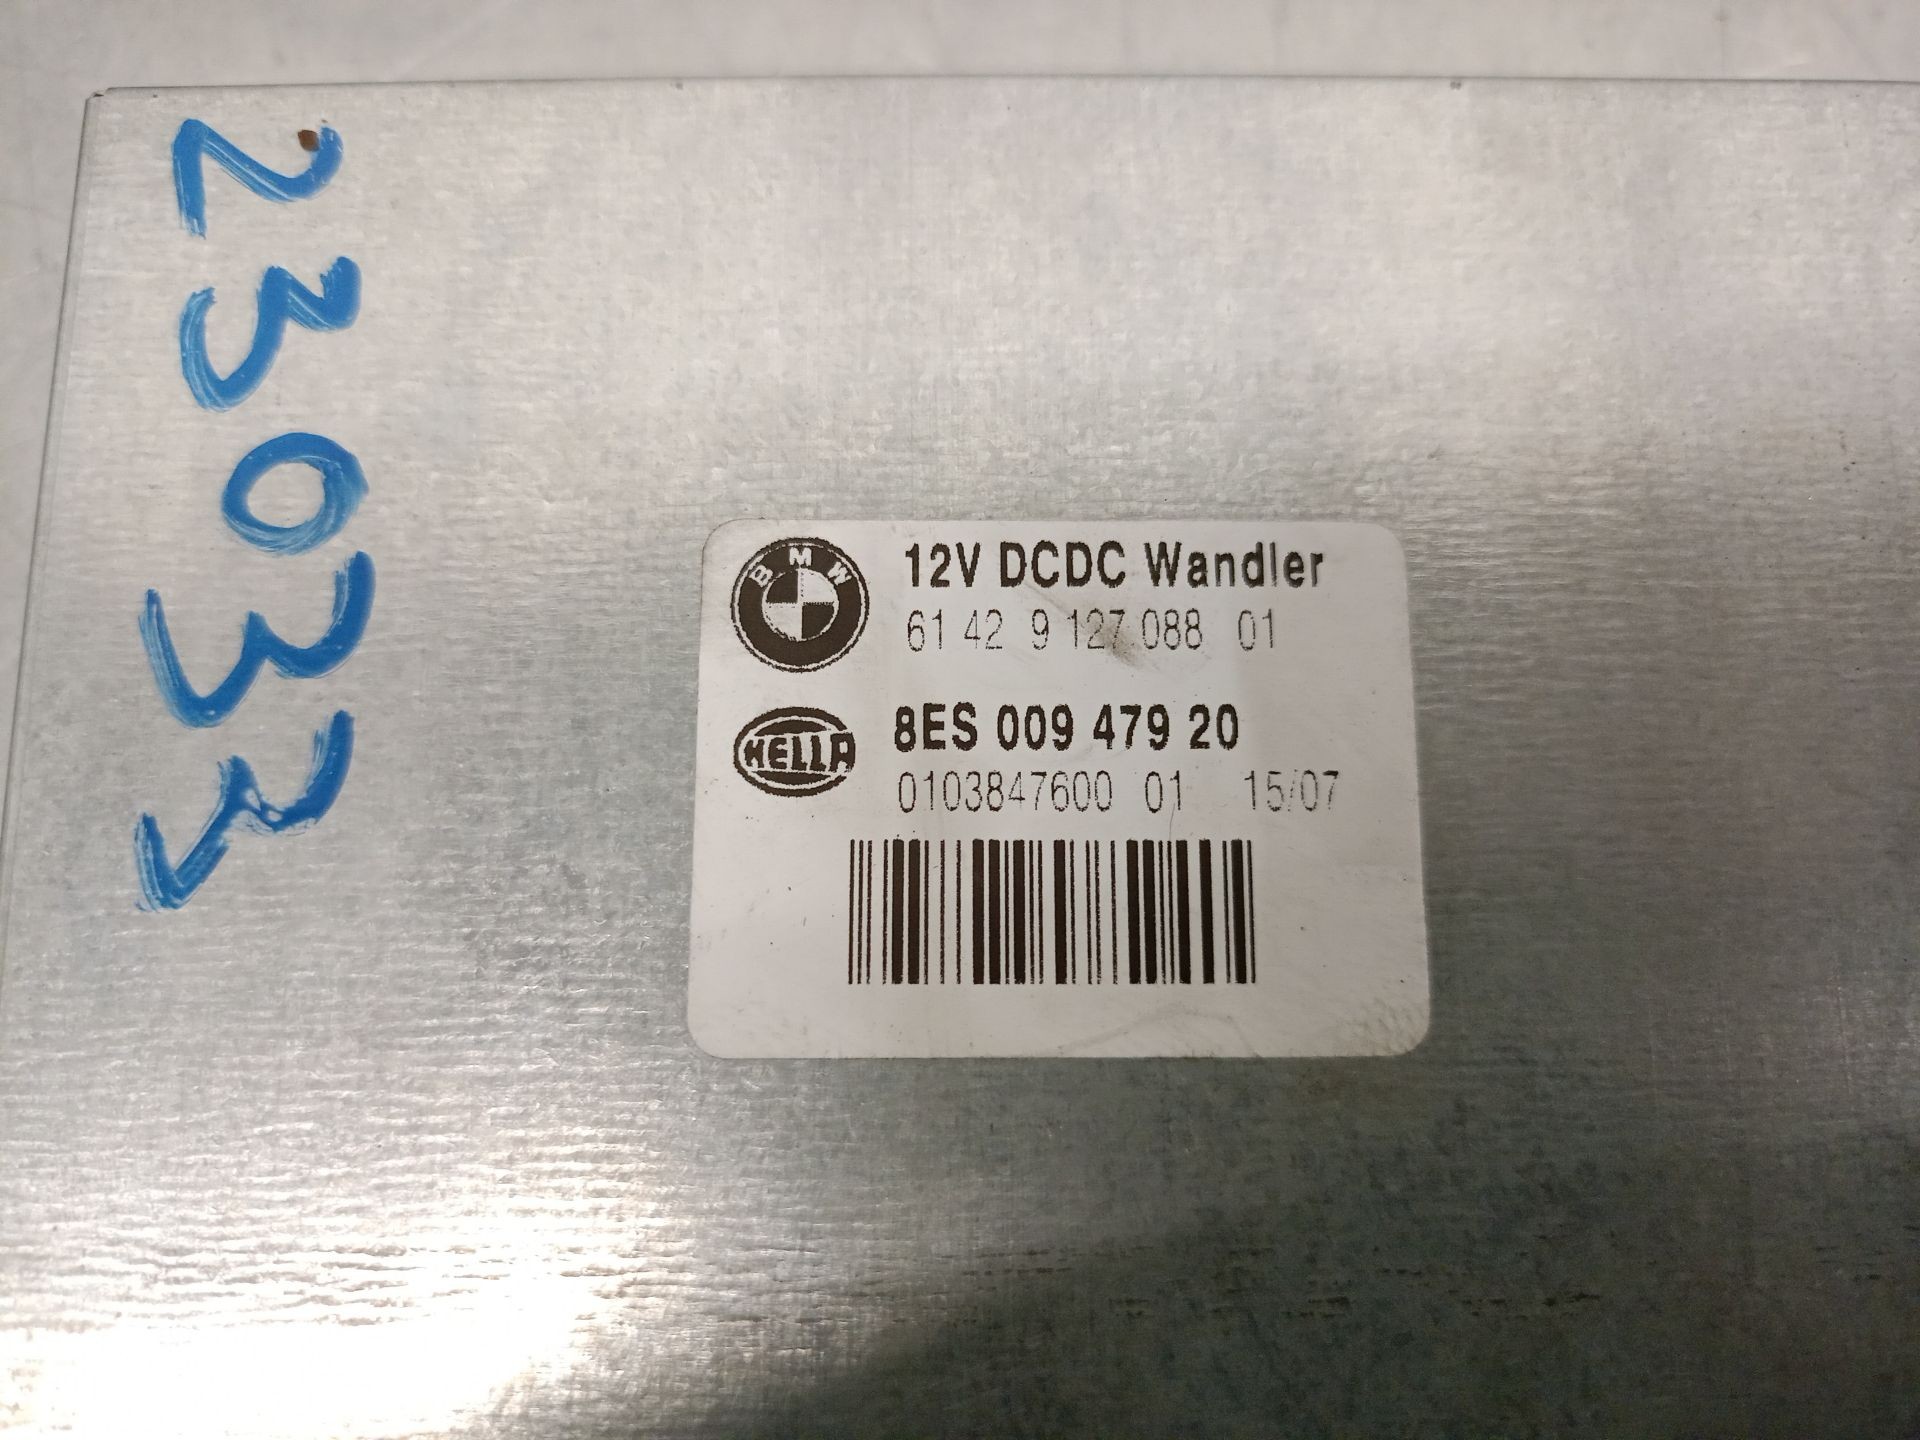 23033
BMW
12V DCDC Wandler
61 42 9 127 088 01
HELLA
8ES 009 479 20
0103847600 01 15/07